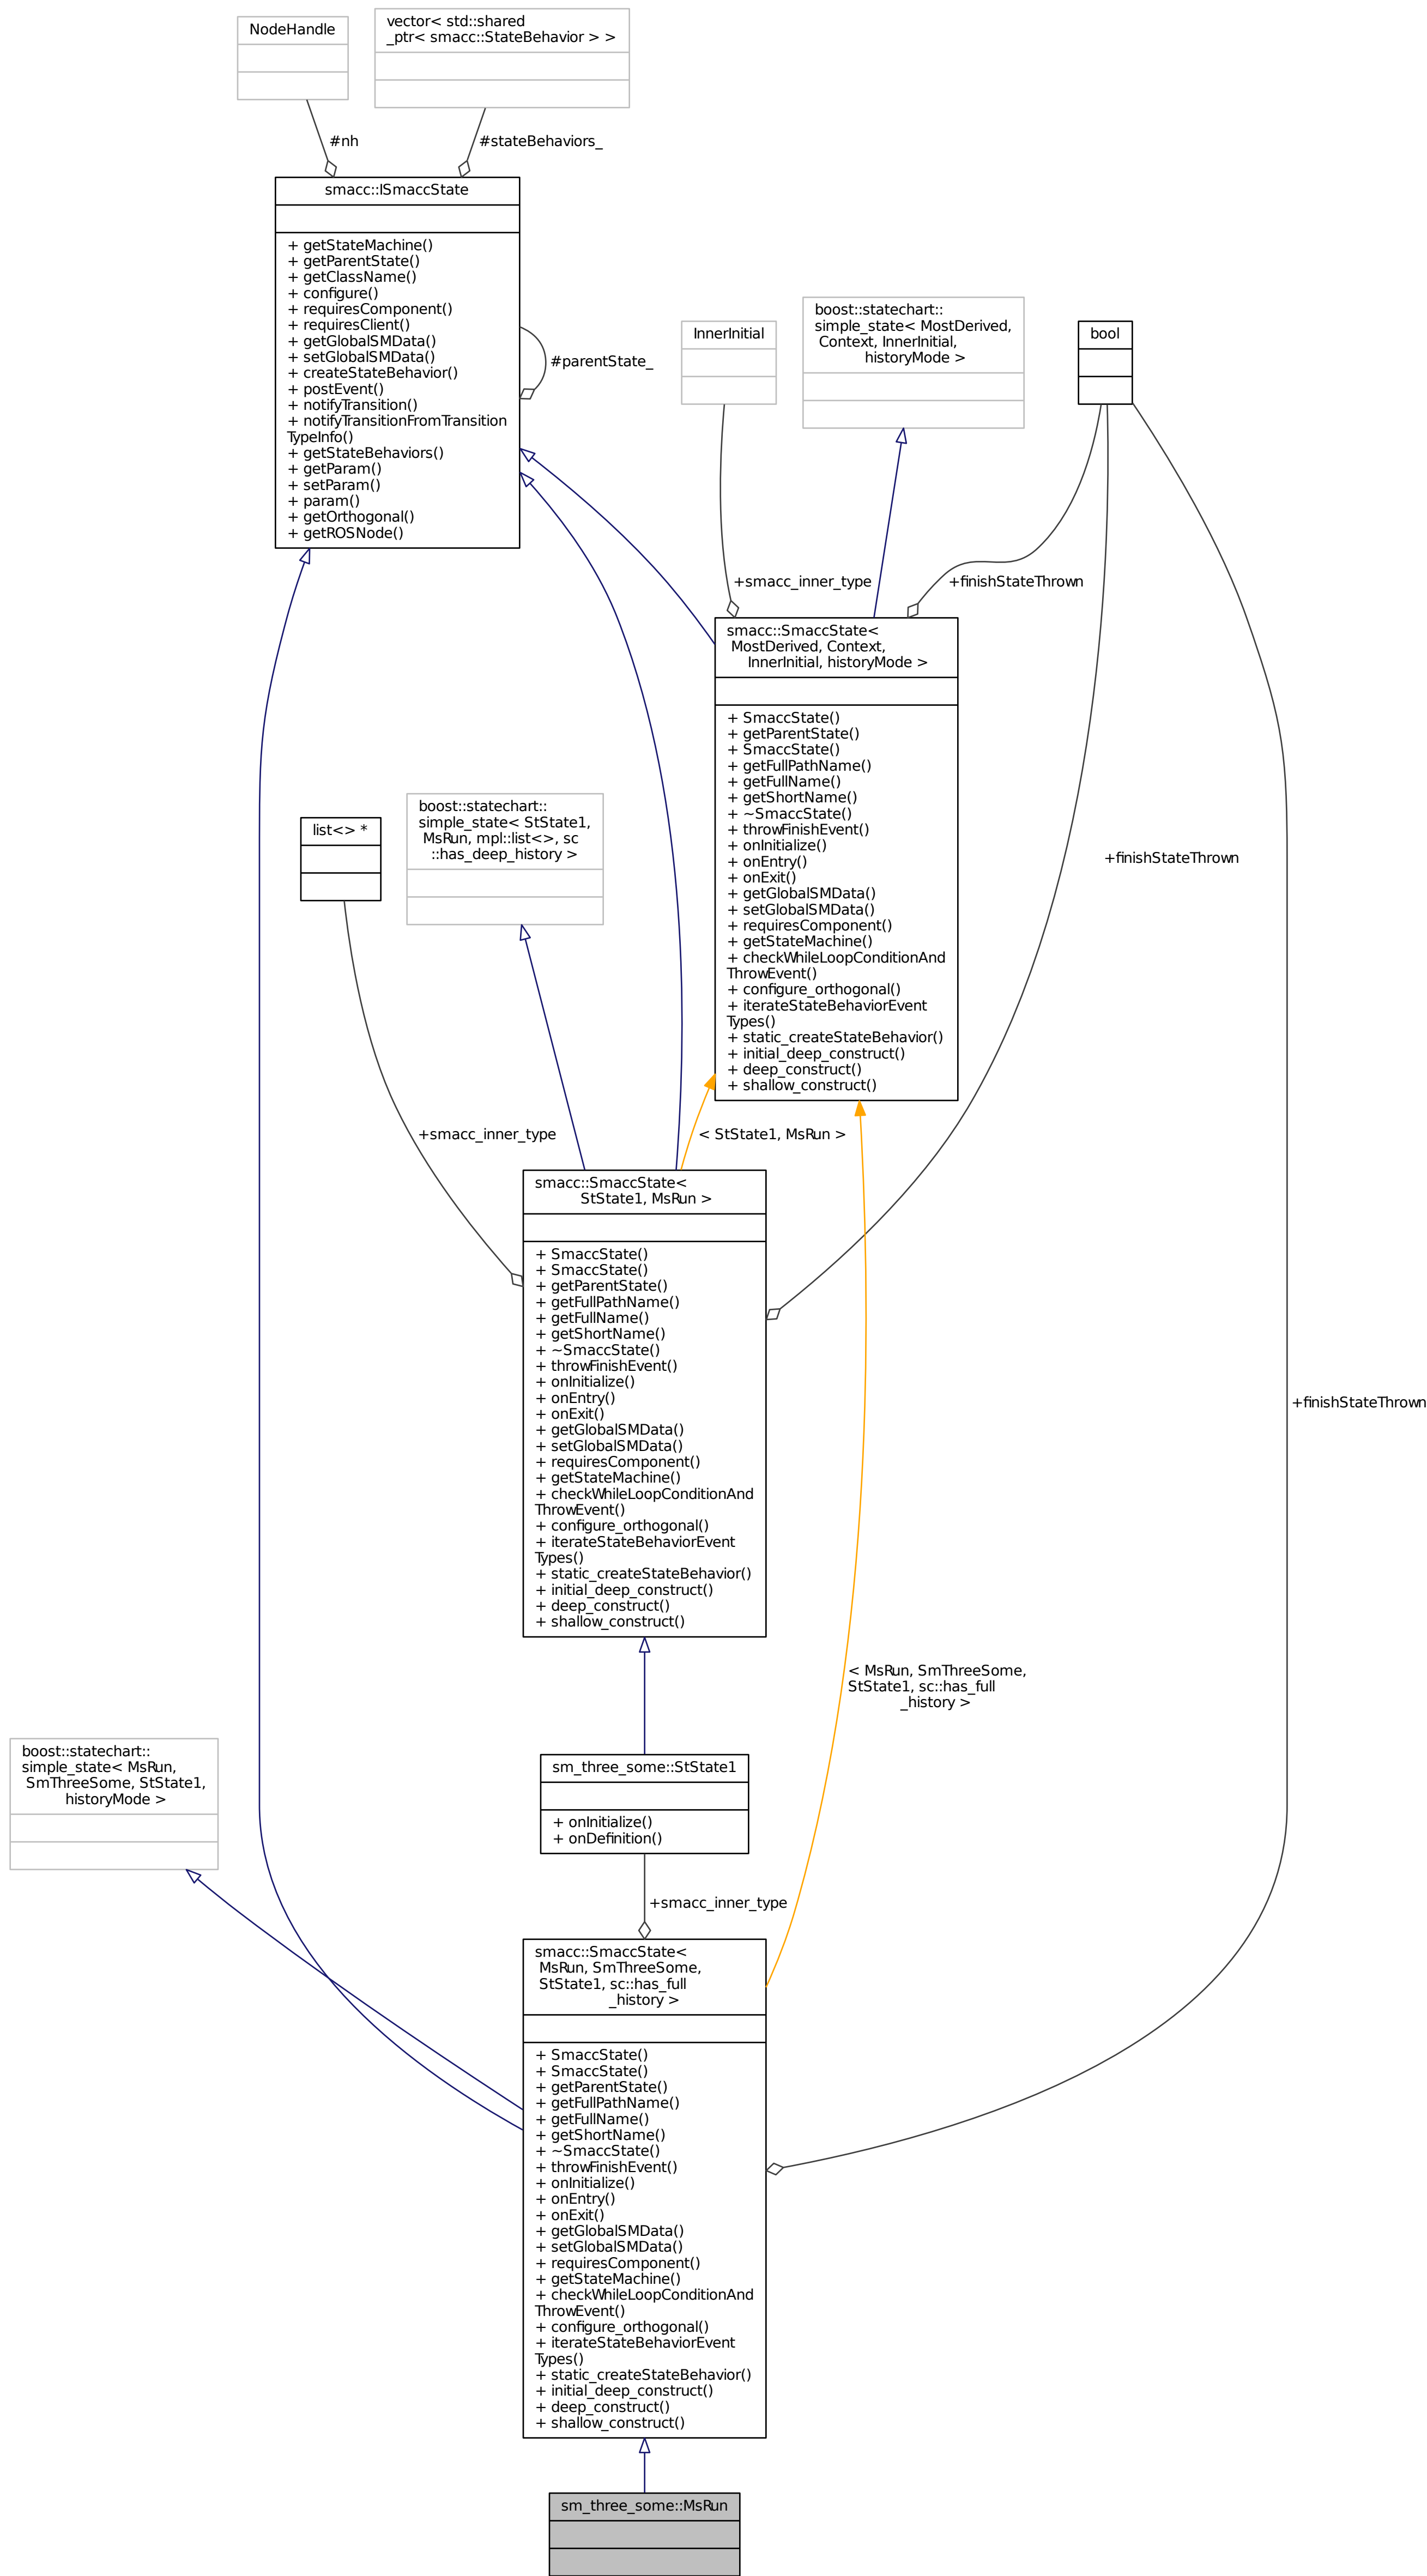 NodeHandle
vector< std::shared
_ptr< smacc::StateBehavior > >
#nh
#stateBehaviors_
smacc::ISmaccState
+ getStateMachine()
+ getParentState()
+ getClassName()
+ configure()
+ requiresComponent()
+ requiresClient()
+ getGlobalSMData()
+ setGlobalSMData()
+ createStateBehavior()
+ postEvent()
+ notifyTransition()
+ notifyTransitionFromTransition
TypeInfo()
+ getStateBehaviors()
+ getParam()
+ setParam()
+ param()
+ getOrthogonal()
+ getROSNode()
#parentState_
InnerInitial
boost::statechart::
simple_state< MostDerived,
Context, InnerInitial,
historyMode >
bool
+smacc_inner_type
+finishStateThrown
smacc::SmaccState<
MostDerived, Context,
InnerInitial, historyMode >
+ SmaccState()
+ getParentState()
+ SmaccState()
+ getFullPathName()
+ getFullName()
+ getShortName()
+ ~SmaccState()
+ throwFinishEvent()
+ onInitialize()
+ onEntry()
+ onExit()
+ getGlobalSMData()
+ setGlobalSMData()
+ requiresComponent()
+ getStateMachine()
+ checkWhileLoopConditionAnd
ThrowEvent()
+ configure_orthogonal()
+ iterateStateBehaviorEvent
Types()
+ static_createStateBehavior()
+ initial_deep_construct()
+ deep_construct()
+ shallow_construct()
list<> *
boost::statechart::
simple_state< StState1,
MsRun, mpl::list<>, sc
::has_deep_history >
+finishStateThrown
+smacc_inner_type
< StState1, MsRun >
smacc::SmaccState<
StState1, MsRun >
+ SmaccState()
+ SmaccState()
+ getParentState()
+ getFullPathName()
+ getFullName()
+ getShortName()
+ ~SmaccState()
+ throwFinishEvent()
+ onInitialize()
+ onEntry()
+ onExit()
+ getGlobalSMData()
+ setGlobalSMData()
+ requiresComponent()
+ getStateMachine()
+ checkWhileLoopConditionAnd
ThrowEvent()
+ configure_orthogonal()
+ iterateStateBehaviorEvent
Types()
+ static_createStateBehavior()
+ initial_deep_construct()
+ deep_construct()
+ shallow_construct()
+finishStateThrown
< MsRun, SmThreeSome,
StState1, sc::has_full
_history >
boost::statechart::
simple_state< MsRun,
SmThreeSome, StState1,
historyMode >
sm_three_some::StState1
+ onInitialize()
+ onDefinition()
+smacc_inner_type
smacc::SmaccState<
MsRun, SmThreeSome,
StState1, sc::has_full
_history >
+ SmaccState()
+ SmaccState()
+ getParentState()
+ getFullPathName()
+ getFullName()
+ getShortName()
+ ~SmaccState()
+ throwFinishEvent()
+ onInitialize()
+ onEntry()
+ onExit()
+ getGlobalSMData()
+ setGlobalSMData()
+ requiresComponent()
+ getStateMachine()
+ checkWhileLoopConditionAnd
ThrowEvent()
+ configure_orthogonal()
+ iterateStateBehaviorEvent
Types()
+ static_createStateBehavior()
+ initial_deep_construct()
+ deep_construct()
+ shallow_construct()
sm_three_some::MsRun